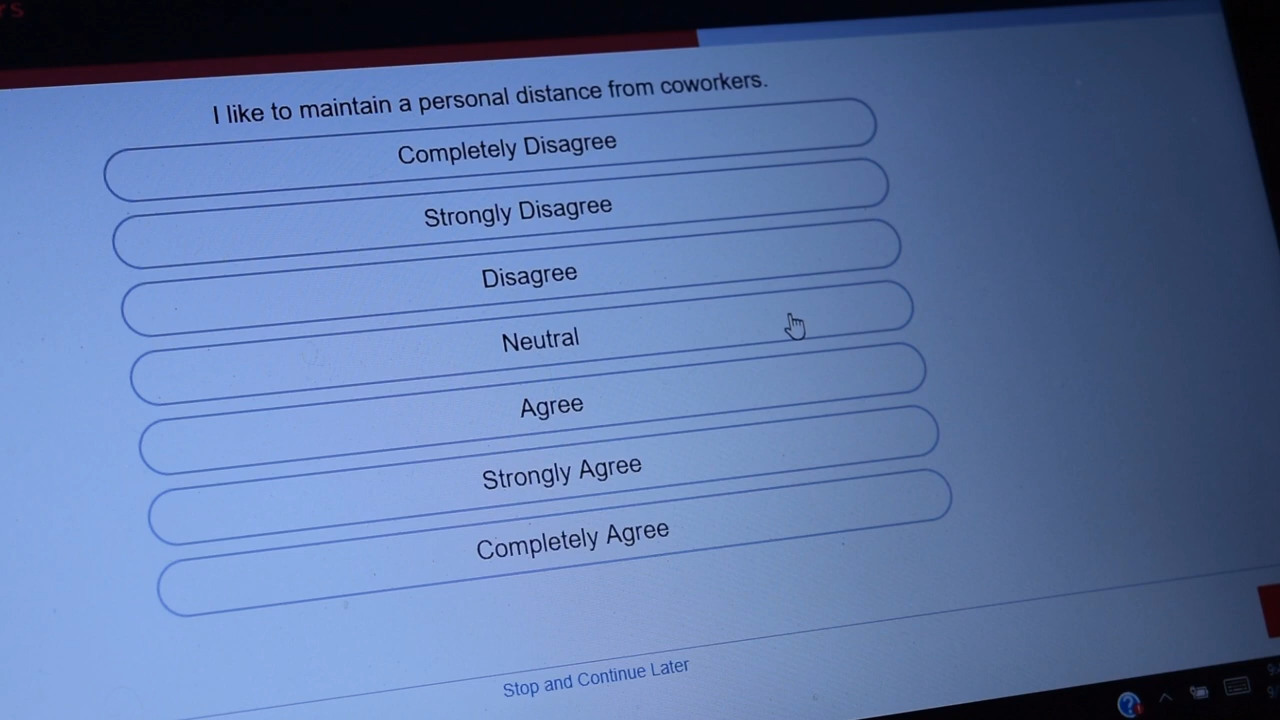 rs
I like to maintain a personal distance from coworkers.
Completely Disagree
Strongly Disagree
Disagree
Neutral
Agree
Strongly Agree
Completely Agree
Stop and Continue Later